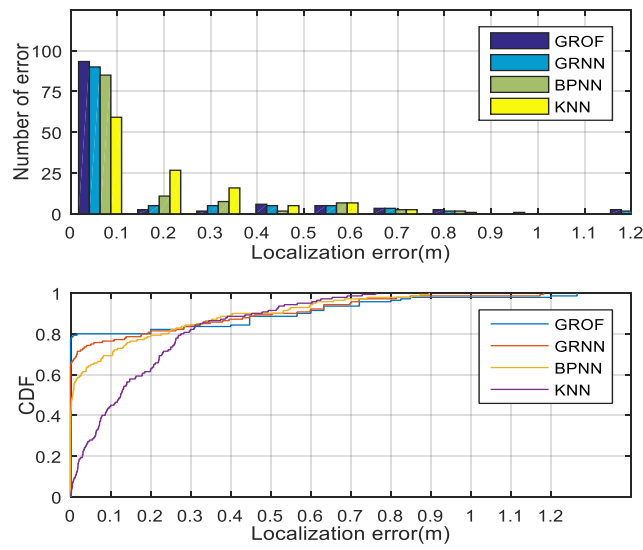 Number of error
100
75
50
25
0
GROF
GRNN
BPNN
KNN
0 0.1 0.2 0.3 0.4 0.5 0.6 0.7 0.8 0.9 1 1.1 1.2
Localization error(m)
CDF
1
0.8
0.6
0.4
0.2
0
GROF
GRNN
BPNN
KNN
0 0.1 0.2 0.3 0.4 0.5 0.6 0.7 0.8 0.9 1 1.1 1.2
Localization error(m)